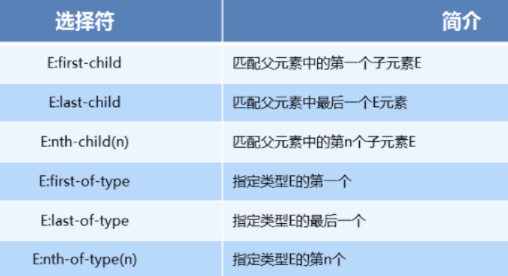 选择符 简介
E:first-child 匹配父元素中的第一个子元素E
E:last-child 匹配父元素中最后一个E元素
E:nth-child(n) 匹配父元素中的第n个子元素E
E:first-of-type 指定类型E的第一个
E:last-of-type 指定类型E的最后一个
E:nth-of-type(n) 指定类型E的第n个